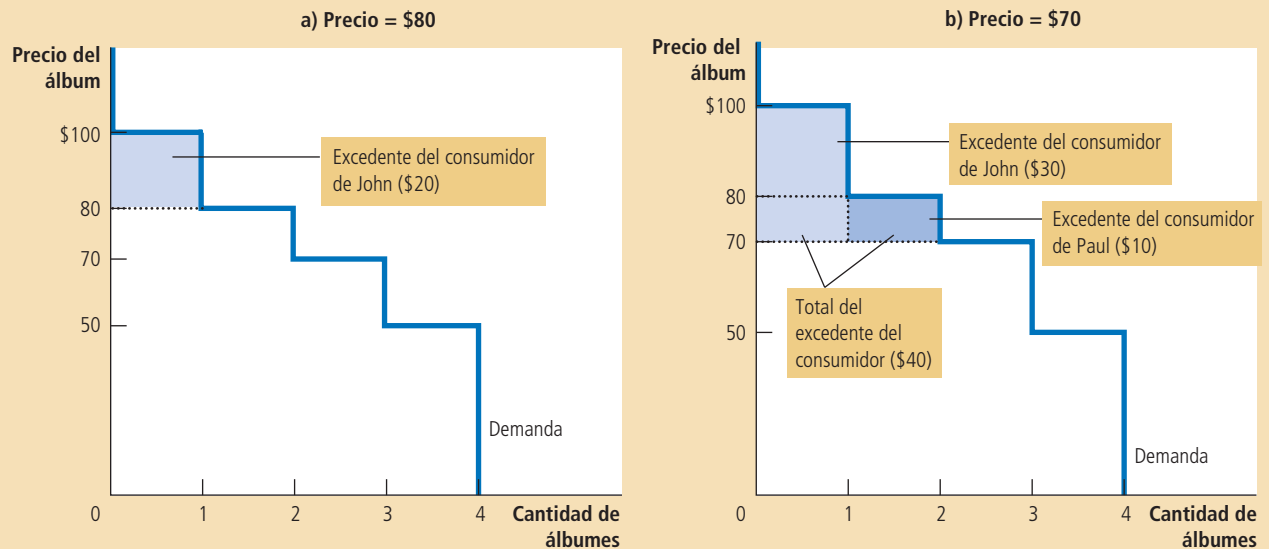 a) Precio = $80
Precio del
álbum
$100
80
70
50
0
1
2
3
4
Cantidad de
álbumes
Excedente del consumidor
de John ($20)
Demanda
b) Precio = $70
Precio del
álbum
$100
80
70
50
0
1
2
3
4
Cantidad de
álbumes
Excedente del consumidor
de John ($30)
Excedente del consumidor
de Paul ($10)
Total del
excedente del
consumidor ($40)
Demanda